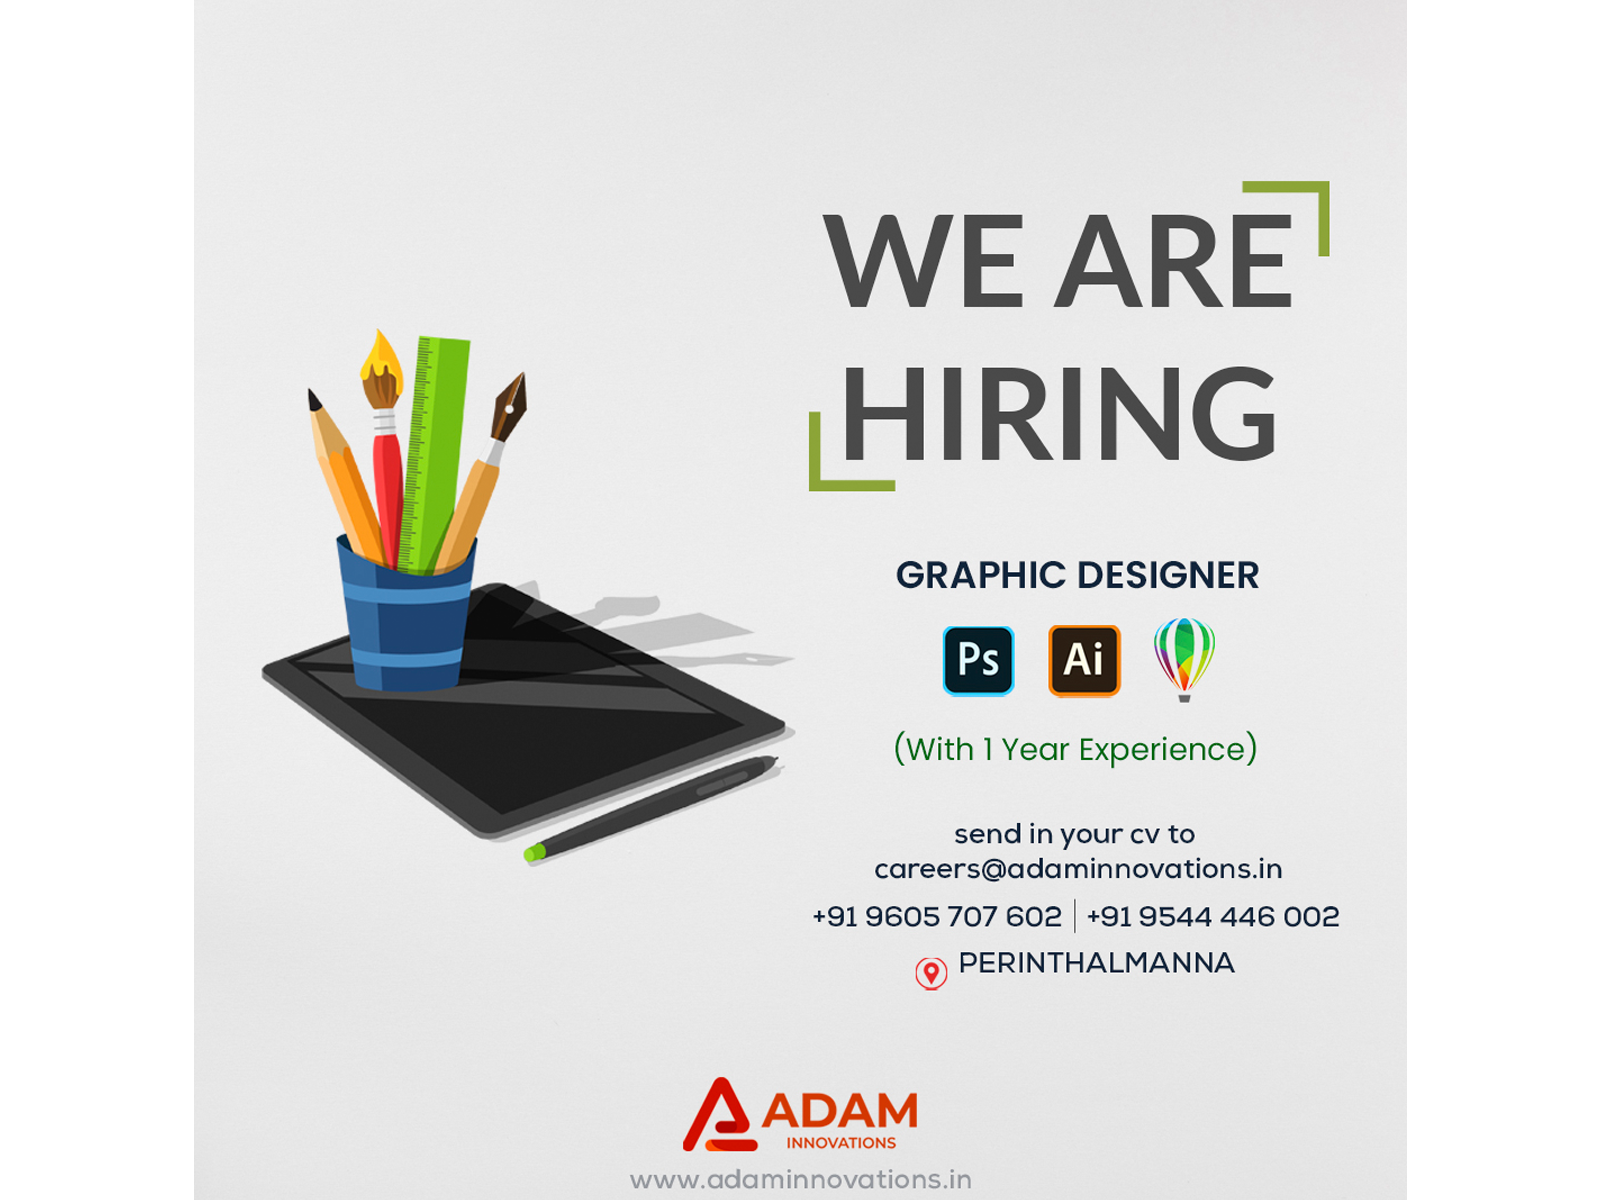 WE ARE
HIRING
GRAPHIC DESIGNER
Ps Ai
(With 1 Year Experience)
send in your cv to
careers@adaminnovations.in
+91 9605 707 602 | +91 9544 446 002
PERINTHALMANNA
ADAM
INNOVATIONS
www.adaminnovations.in